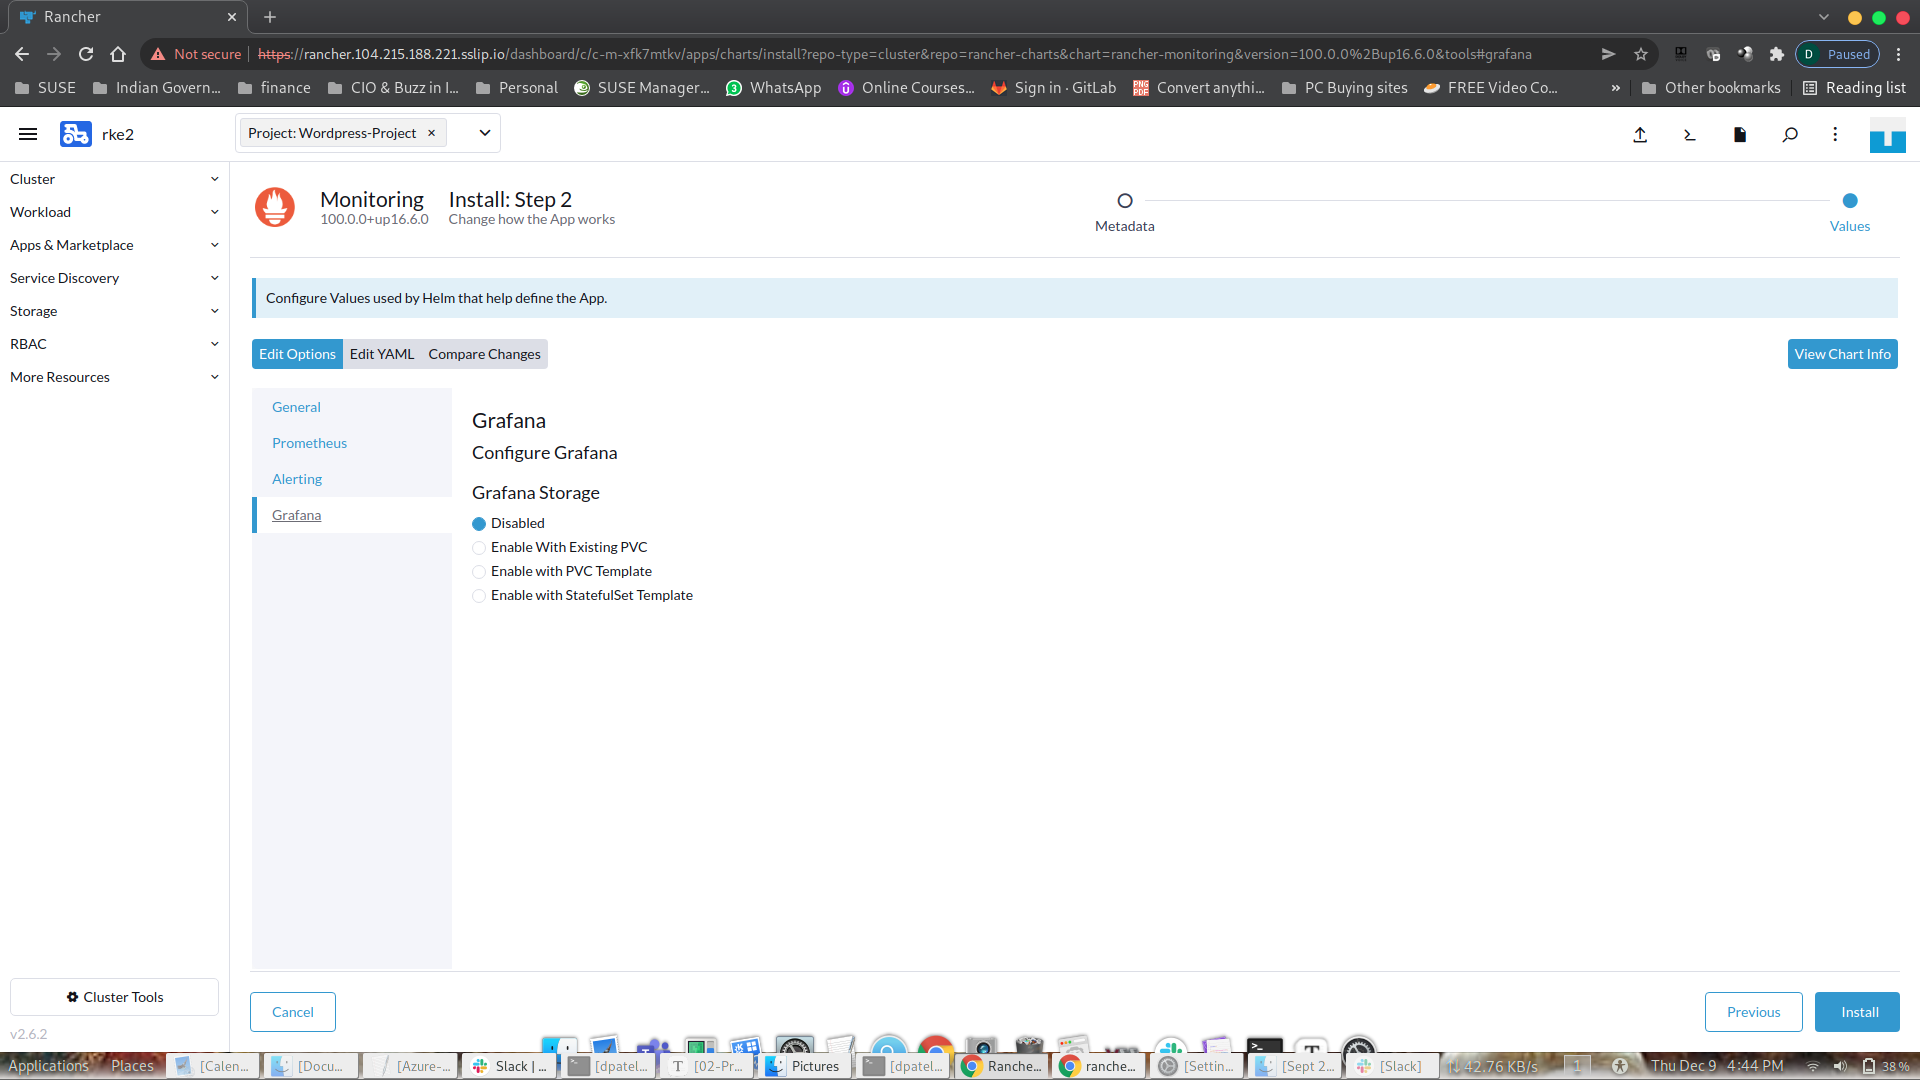 Rancher
Not secure https://rancher.104.215.188.221.sslip.io/dashboard/c/c-m-xfk7mtkv/apps/charts/install?repo-type=cluster&repo=rancher-charts&chart=rancher-monitoring&version=100.0.0%2Bup16.6.0&tools#grafana D Paused
SUSE Indian Govern... finance CIO & Buzz in I... Personal SUSE Manager... WhatsApp Online Courses... Sign in · GitLab Convert anythi... PC Buying sites FREE Video Co... » Other bookmarks Reading list
rke2 Project: Wordpress-Project ×
Cluster
Workload
Apps & Marketplace
Service Discovery
Storage
RBAC
More Resources
Monitoring Install: Step 2
100.0.0+up16.6.0 Change how the App works
Metadata Values
Configure Values used by Helm that help define the App.
Edit Options Edit YAML Compare Changes View Chart Info
General
Prometheus
Alerting
Grafana
Grafana
Configure Grafana
Grafana Storage
Disabled
Enable With Existing PVC
Enable with PVC Template
Enable with StatefulSet Template
Cluster Tools
v2.6.2
Cancel Previous Install
Applications Places [Calen... [Docu... [Azure-... Slack | ... [dpatel... [02-Pr... Pictures [dpatel... Ranche... ranche... [Settin... [Sept 2... [Slack] 42.76 KB/s 1 Thu Dec 9 4:44 PM 38 %